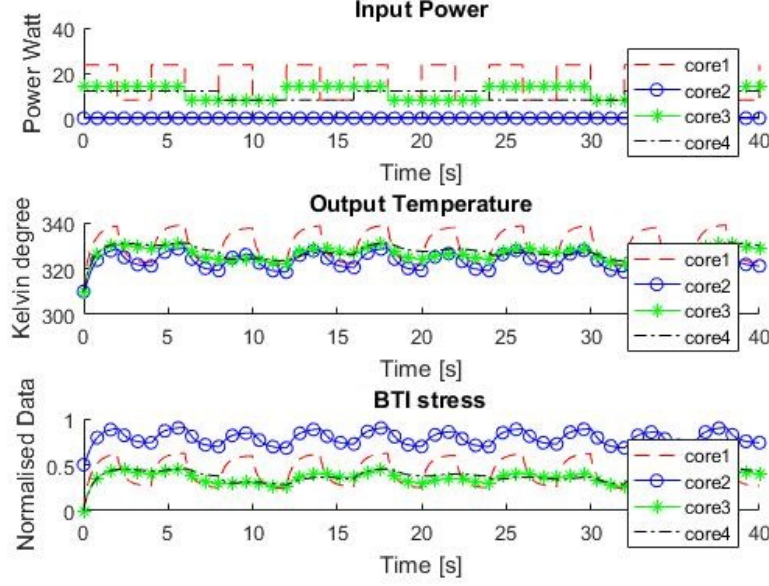 Input Power
Power Watt
40
20
0
0 5 10 15 20 25 30 40
core1
core2
core3
core4
Time [s]
Output Temperature
Kelvin degree
340
320
300
0 5 10 15 20 25 30 40
core1
core2
core3
core4
Time [s]
BTI stress
Normalised Data
1
0.5
0
0 5 10 15 20 25 30 40
core1
core2
core3
core4
Time [s]